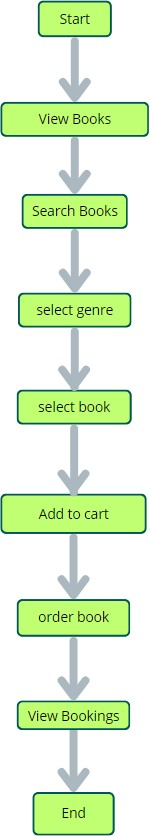 Start
View Books
Search Books
select genre
select book
Add to cart
order book
View Bookings
End